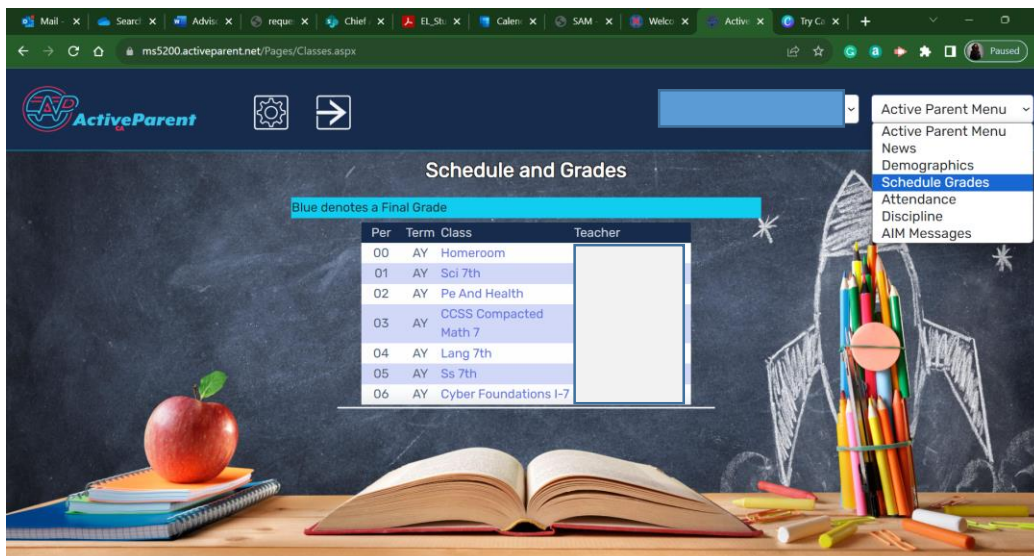 Mail -
Searcl
Advisc
reque
Chief
EL_St
Calen
SAM -
Welco
Active
Try Ca
ms5200.activeparent.net/Pages/Classes.aspx
Paused
ActiveParent
Active Parent Menu
Active Parent Menu
News
Demographics
Schedule Grades
Attendance
Discipline
AIM Messages
Schedule and Grades
Blue denotes a Final Grade
Per Term Class Teacher
00 AY Homeroom
01 AY Sci 7th
02 AY Pe And Health
03 AY CCSS Compacted
Math 7
04 AY Lang 7th
05 AY Ss 7th
06 AY Cyber Foundations I-7